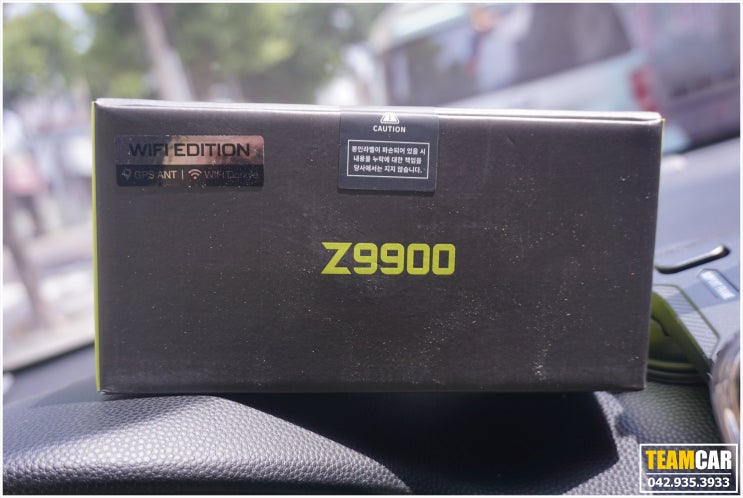 CAUTION
봉인라벨이 파손되어 있을 시
내용물 누락에 대한 책임을
당사에서는 지지 않습니다.
WIFI EDITION
GPS ANT | WIFI Dongle
Z9900
TEAMCAR
042.935.3933